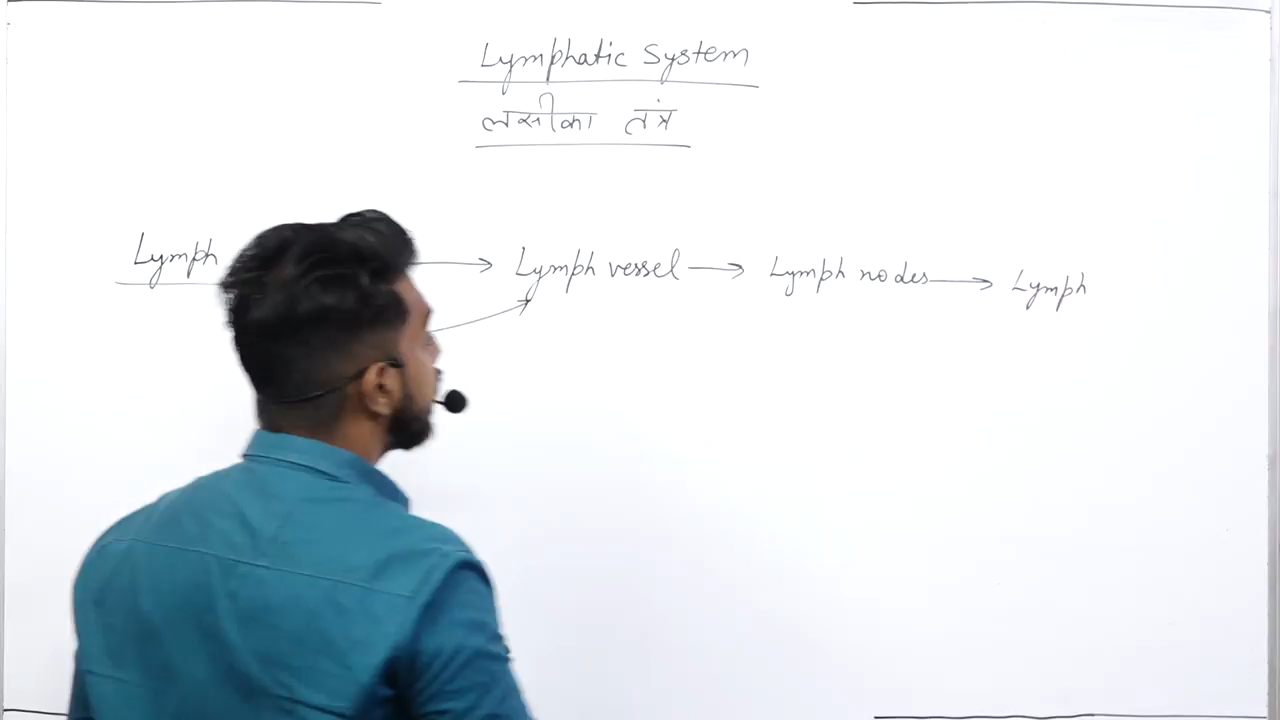 Lymphatic System
लसीका तंत्र
Lymph → Lymph vessel → Lymph nodes → Lymph